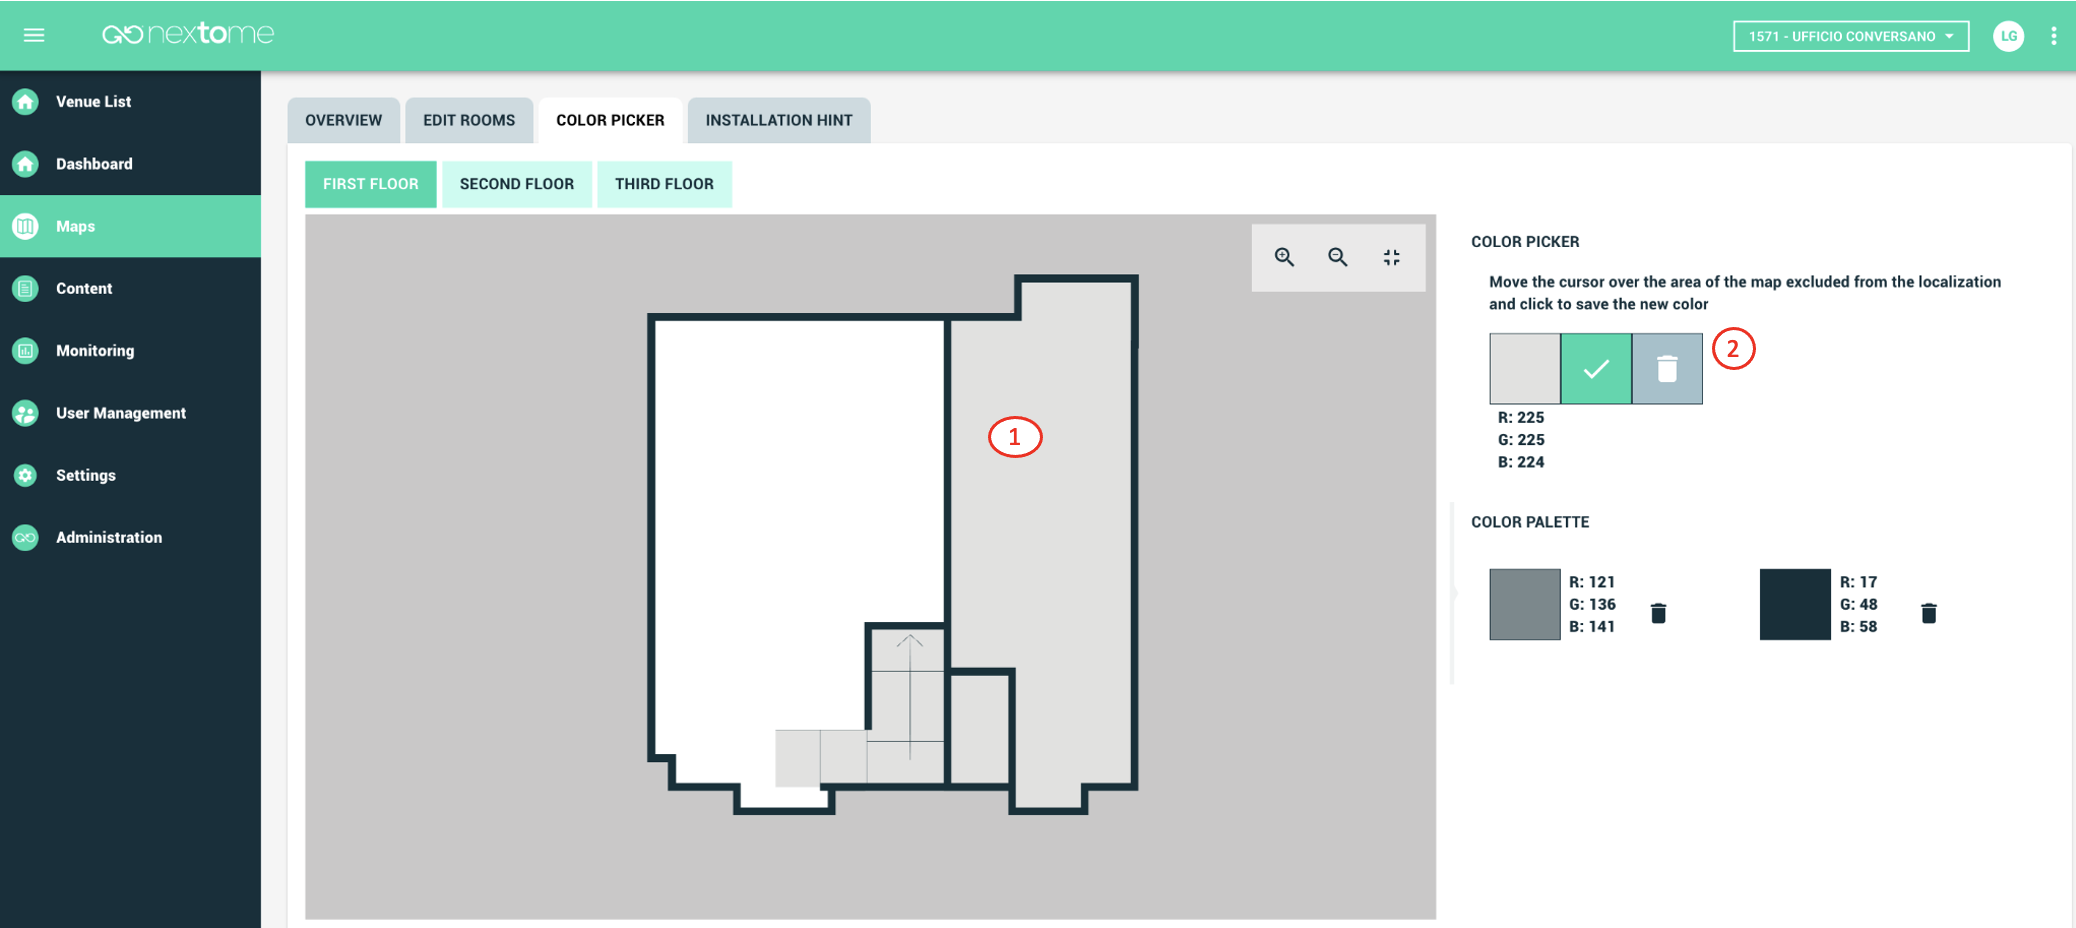 nextome
1571 - UFFICIO CONVERSANO
LG
Venue List
Dashboard
Maps
Content
Monitoring
User Management
Settings
Administration
OVERVIEW
EDIT ROOMS
COLOR PICKER
INSTALLATION HINT
FIRST FLOOR
SECOND FLOOR
THIRD FLOOR
1
COLOR PICKER
Move the cursor over the area of the map excluded from the localization
and click to save the new color
2
R: 225
G: 225
B: 224
COLOR PALETTE
R: 121
G: 136
B: 141
R: 17
G: 48
B: 58